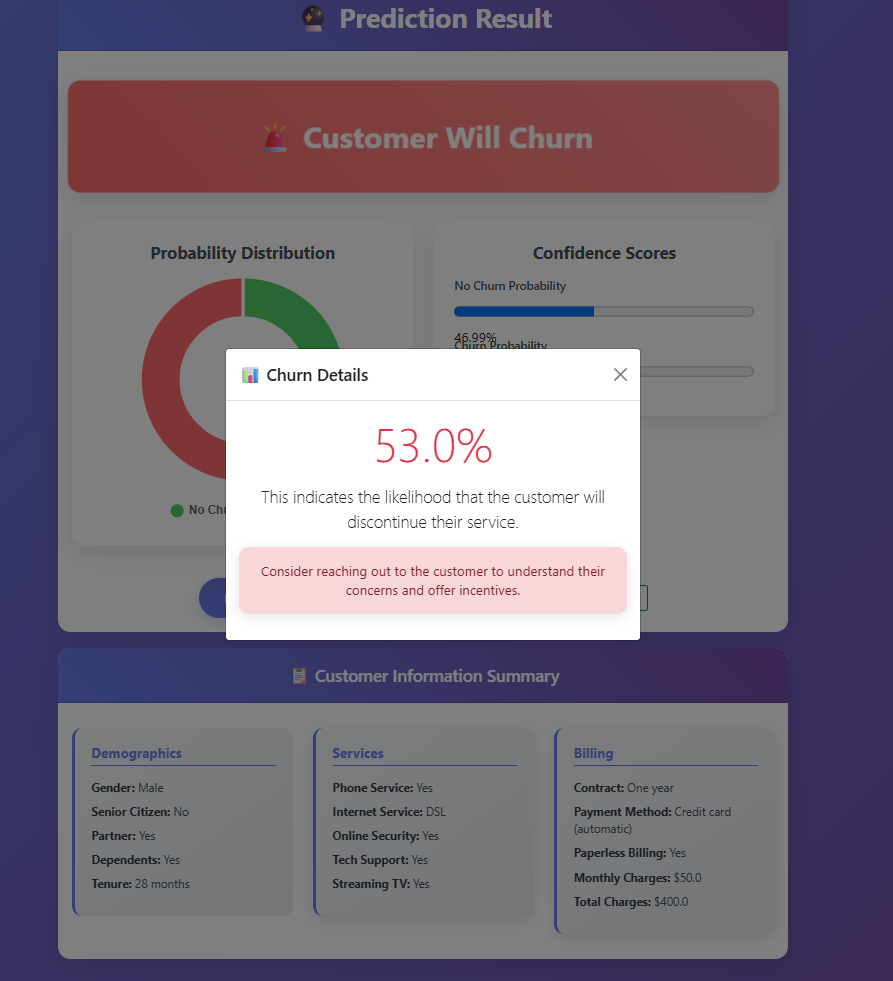 Prediction Result
Customer Will Churn
Probability Distribution
Confidence Scores
No Churn Probability
46.99%
Churn Probability
Churn Details
53.0%
This indicates the likelihood that the customer will
discontinue their service.
Consider reaching out to the customer to understand their
concerns and offer incentives.
No
Customer Information Summary
Demographics
Gender: Male
Senior Citizen: No
Partner: Yes
Dependents: Yes
Tenure: 28 months
Services
Phone Service: Yes
Internet Service: DSL
Online Security: Yes
Tech Support: Yes
Streaming TV: Yes
Billing
Contract: One year
Payment Method: Credit card
(automatic)
Paperless Billing: Yes
Monthly Charges: $50.0
Total Charges: $400.0